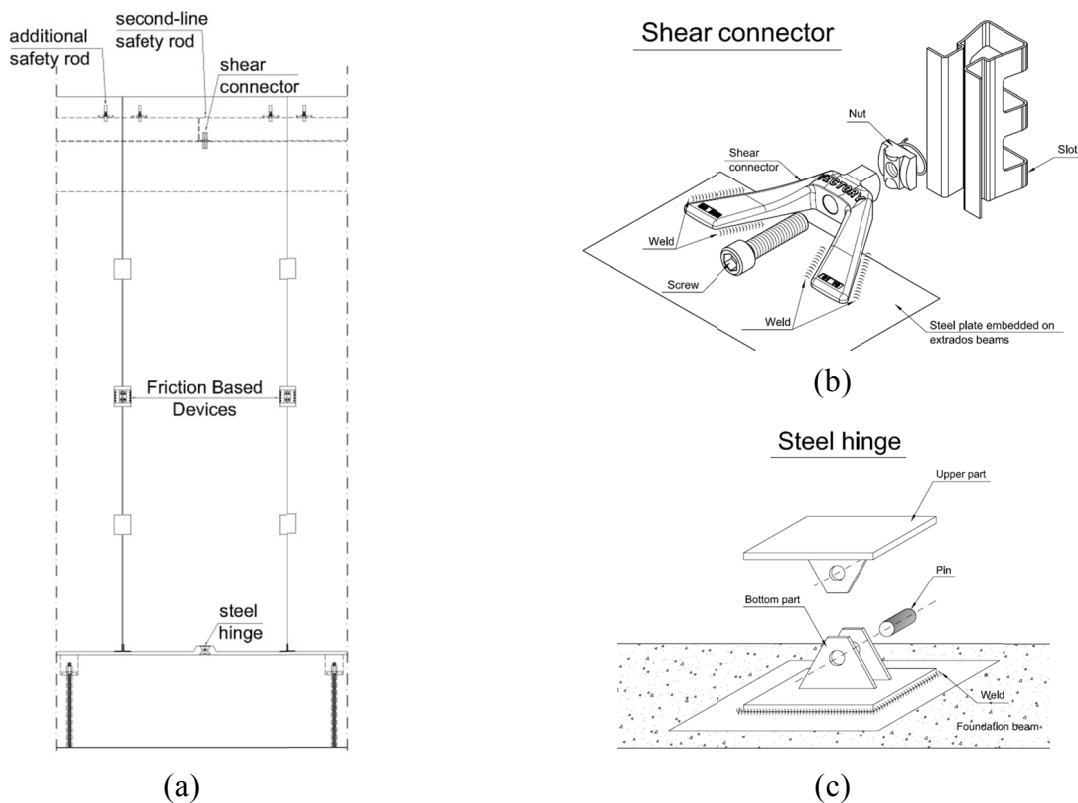 additional
safety rod
second-line
safety rod
shear
connector
Friction Based
Devices
steel
hinge
(a)
Shear connector
Nut
Slot
Shear
connector
FACTORY
Weld
Screw
Weld
Steel plate embedded on
extrados beams
(b)
Steel hinge
Upper part
Pin
Bottom part
Weld
Foundation beam
(c)